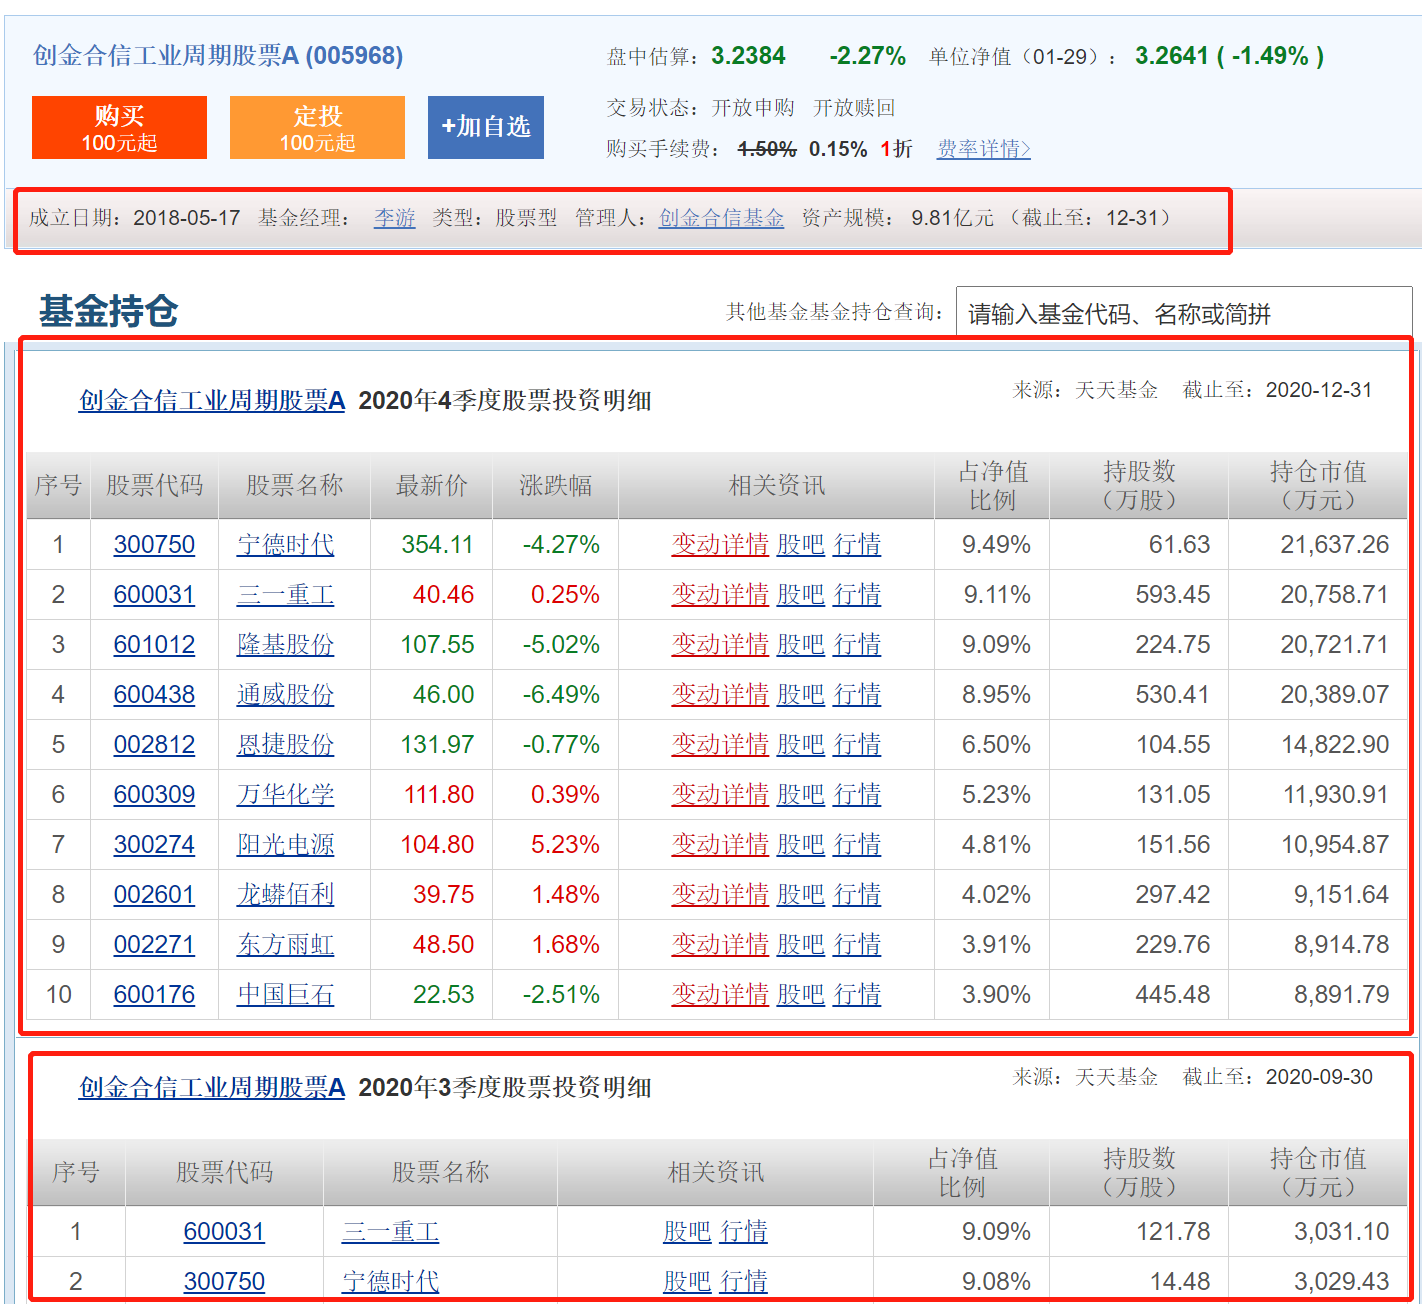 创金合信工业周期股票A (005968)
盘中估算： 3.2384 -2.27% 单位净值（01-29）： 3.2641 ( -1.49% )
购买 100元起 定投 100元起 +加自选
交易状态： 开放申购 开放赎回
购买手续费： 1.50% 0.15% 1折 费率详情>
成立日期：2018-05-17 基金经理： 李游 类型：股票型 管理人：创金合信基金 资产规模： 9.81亿元 （截止至：12-31）
基金持仓
其他基金基金持仓查询： 请输入基金代码、名称或简拼
创金合信工业周期股票A 2020年4季度股票投资明细 来源：天天基金 截止至：2020-12-31
序号 股票代码 股票名称 最新价 涨跌幅 相关资讯 占净值比例 持股数（万股） 持仓市值（万元）
1 300750 宁德时代 354.11 -4.27% 变动详情 股吧 行情 9.49% 61.63 21,637.26
2 600031 三一重工 40.46 0.25% 变动详情 股吧 行情 9.11% 593.45 20,758.71
3 601012 隆基股份 107.55 -5.02% 变动详情 股吧 行情 9.09% 224.75 20,721.71
4 600438 通威股份 46.00 -6.49% 变动详情 股吧 行情 8.95% 530.41 20,389.07
5 002812 恩捷股份 131.97 -0.77% 变动详情 股吧 行情 6.50% 104.55 14,822.90
6 600309 万华化学 111.80 0.39% 变动详情 股吧 行情 5.23% 131.05 11,930.91
7 300274 阳光电源 104.80 5.23% 变动详情 股吧 行情 4.81% 151.56 10,954.87
8 002601 龙蟒佰利 39.75 1.48% 变动详情 股吧 行情 4.02% 297.42 9,151.64
9 002271 东方雨虹 48.50 1.68% 变动详情 股吧 行情 3.91% 229.76 8,914.78
10 600176 中国巨石 22.53 -2.51% 变动详情 股吧 行情 3.90% 445.48 8,891.79
创金合信工业周期股票A 2020年3季度股票投资明细 来源：天天基金 截止至：2020-09-30
序号 股票代码 股票名称 相关资讯 占净值比例 持股数（万股） 持仓市值（万元）
1 600031 三一重工 股吧 行情 9.09% 121.78 3,031.10
2 300750 宁德时代 股吧 行情 9.08% 14.48 3,029.43